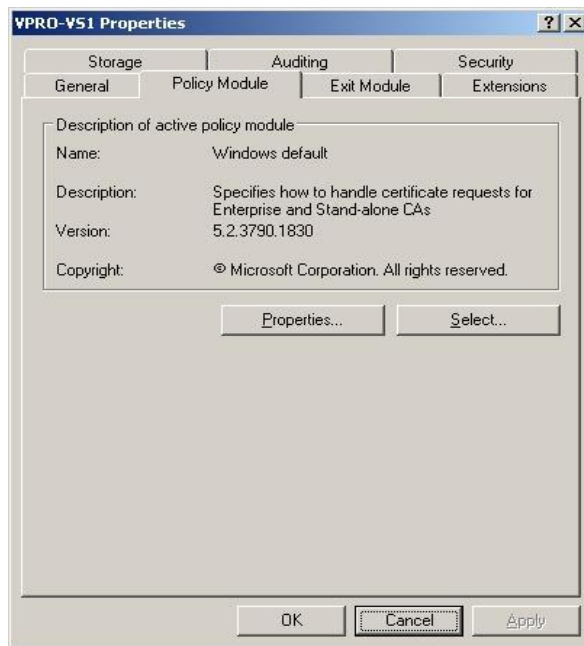 VPRO-VS1 Properties
Storage
Auditing
Security
General
Policy Module
Exit Module
Extensions
Description of active policy module
Name: Windows default
Description: Specifies how to handle certificate requests for
Enterprise and Stand-alone CAs
Version: 5.2.3790.1830
Copyright: © Microsoft Corporation. All rights reserved.
Properties...
Select...
OK
Cancel
Apply